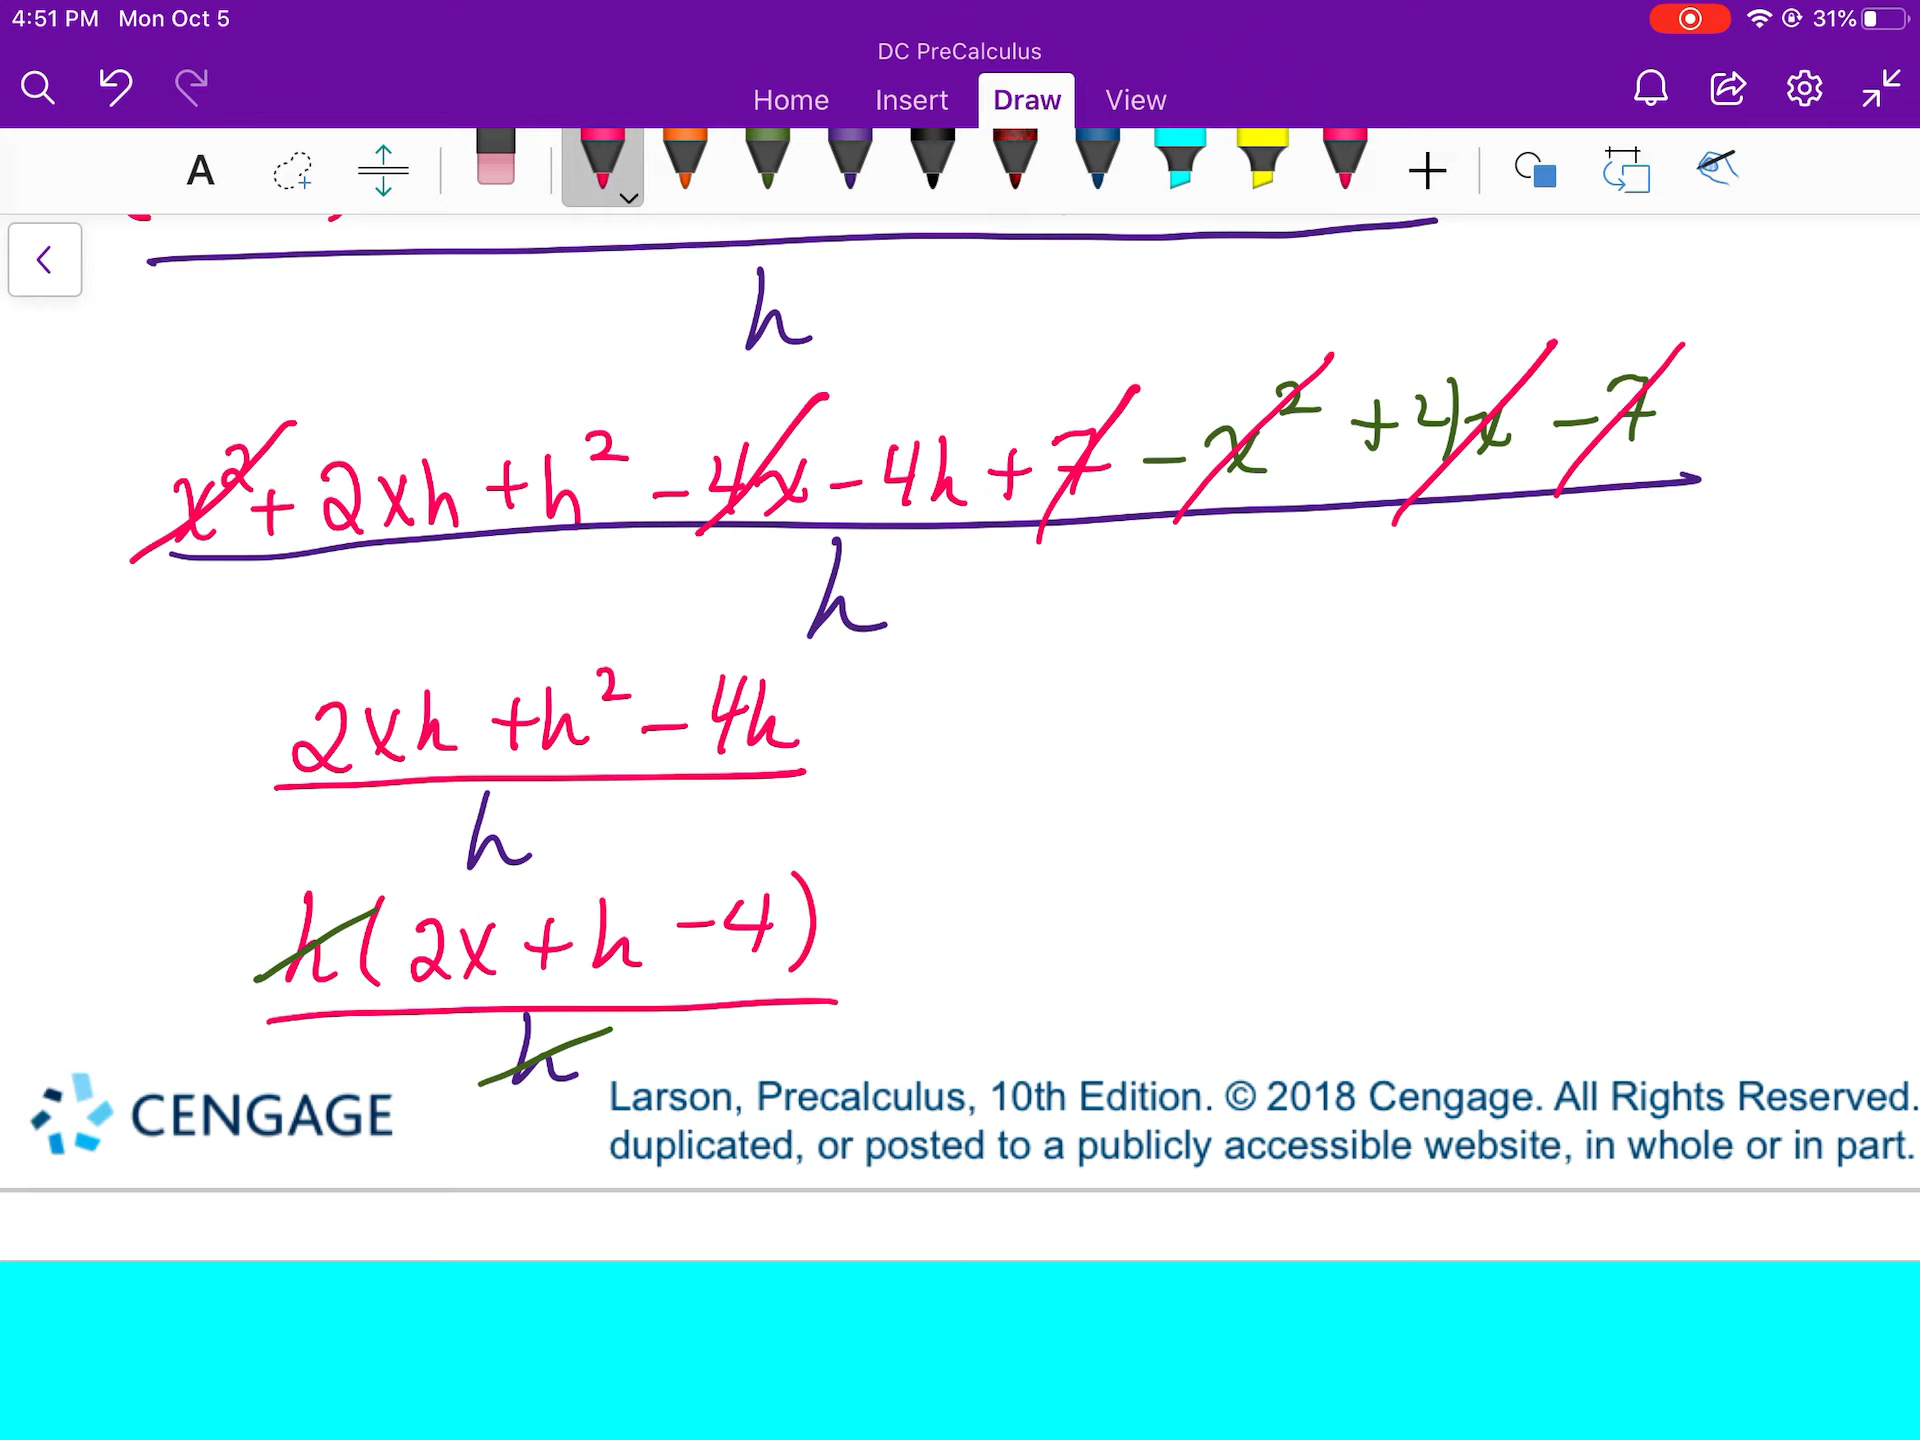 4:51 PM Mon Oct 5 31%
DC PreCalculus
Home Insert Draw View
A
h
x² + 2xh + h² - 4x - 4h + 7 - x² + 4x - 7
h
2xh + h² - 4h
h
h(2x + h - 4)
h
CENGAGE
Larson, Precalculus, 10th Edition. © 2018 Cengage. All Rights Reserved.
duplicated, or posted to a publicly accessible website, in whole or in part.